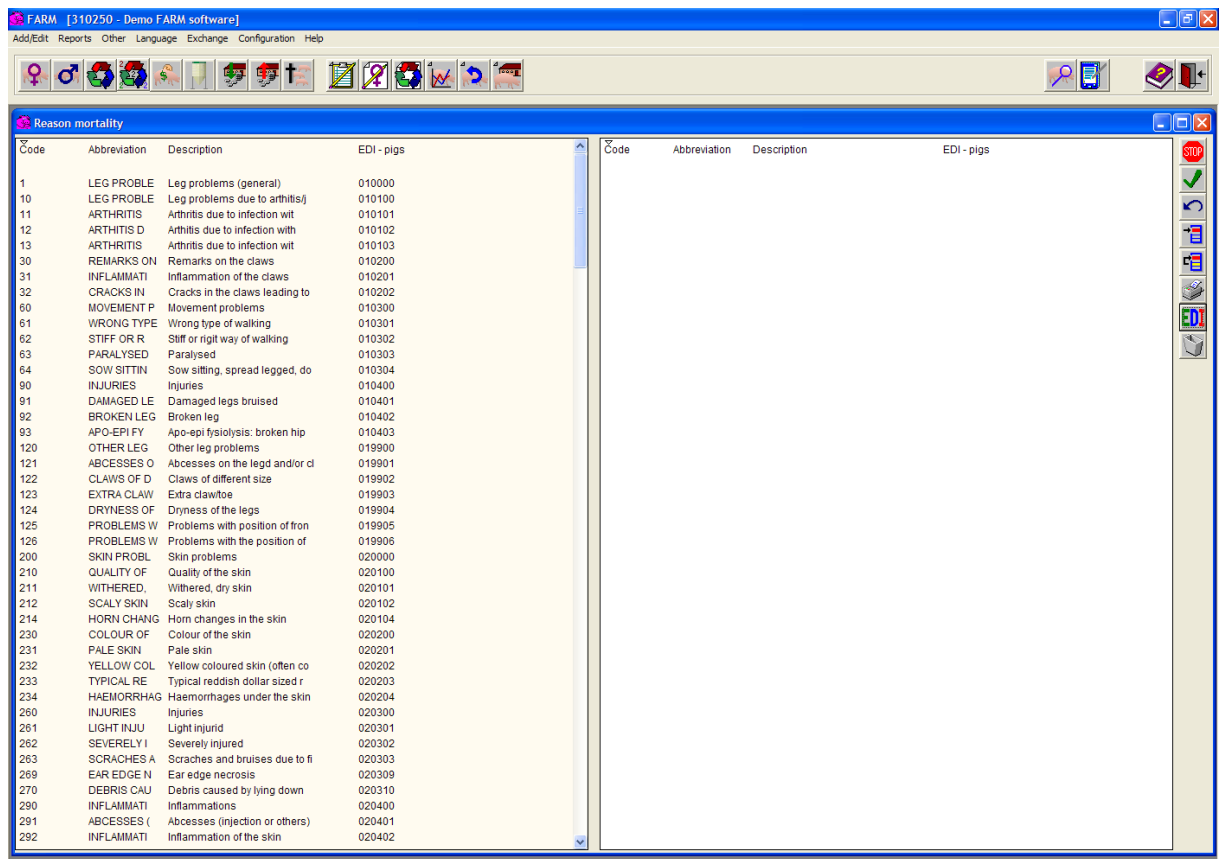 FARM [310250 - Demo FARM software]
Add/Edit Reports Other Language Exchange Configuration Help
Reason mortality
Code Abbreviation Description EDI - pigs Code Abbreviation Description EDI - pigs
STOP
EDI
1 LEG PROBLE Leg problems (general) 010000
10 LEG PROBLE Leg problems due to arthitis/j 010100
11 ARTHRITIS Arthritis due to infection wit 010101
12 ARTHITIS D Arthitis due to infection with 010102
13 ARTHRITIS Arthritis due to infection wit 010103
30 REMARKS ON Remarks on the claws 010200
31 INFLAMMATI Inflammation of the claws 010201
32 CRACKS IN Cracks in the claws leading to 010202
60 MOVEMENT P Movement problems 010300
61 WRONG TYPE Wrong type of walking 010301
62 STIFF OR R Stiff or rigit way of walking 010302
63 PARALYSED Paralysed 010303
64 SOW SITTIN Sow sitting, spread legged, do 010304
90 INJURIES Injuries 010400
91 DAMAGED LE Damaged legs bruised 010401
92 BROKEN LEG Broken leg 010402
93 APO-EPI FY Apo-epi fysiolysis: broken hip 010403
120 OTHER LEG Other leg problems 019900
121 ABCESSES O Abcesses on the legd and/or cl 019901
122 CLAWS OF D Claws of different size 019902
123 EXTRA CLAW Extra claw/toe 019903
124 DRYNESS OF Dryness of the legs 019904
125 PROBLEMS W Problems with position of fron 019905
126 PROBLEMS W Problems with the position of 019906
200 SKIN PROBL Skin problems 020000
210 QUALITY OF Quality of the skin 020100
211 WITHERED, Withered, dry skin 020101
212 SCALY SKIN Scaly skin 020102
214 HORN CHANG Horn changes in the skin 020104
230 COLOUR OF Colour of the skin 020200
231 PALE SKIN Pale skin 020201
232 YELLOW COL Yellow coloured skin (often co 020202
233 TYPICAL RE Typical reddish dollar sized r 020203
234 HAEMORRHAG Haemorrhages under the skin 020204
260 INJURIES Injuries 020300
261 LIGHT INJU Light injurid 020301
262 SEVERELY I Severely injured 020302
263 SCRACHES A Scraches and bruises due to fi 020303
269 EAR EDGE N Ear edge necrosis 020309
270 DEBRIS CAU Debris caused by lying down 020310
290 INFLAMMATI Inflammations 020400
291 ABCESSES ( Abcesses (injection or others) 020401
292 INFLAMMATI Inflammation of the skin 020402